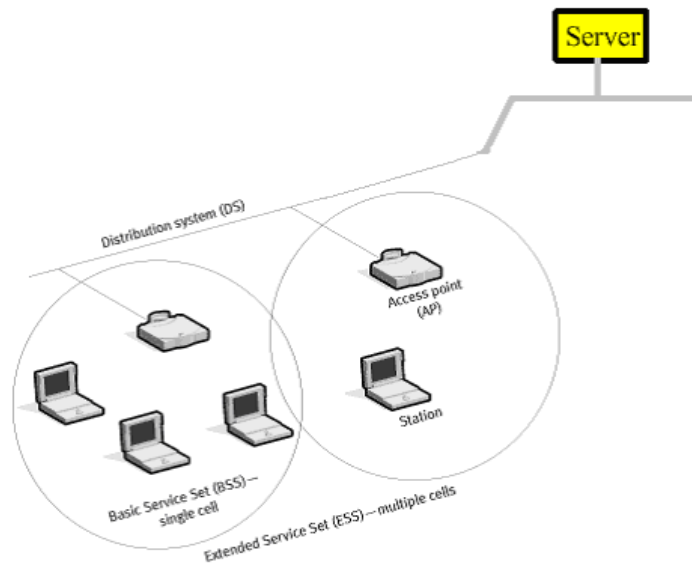 Server
Distribution system (DS)
Access point
(AP)
Station
Basic Service Set (BSS)—
single cell
Extended Service Set (ESS)—multiple cells